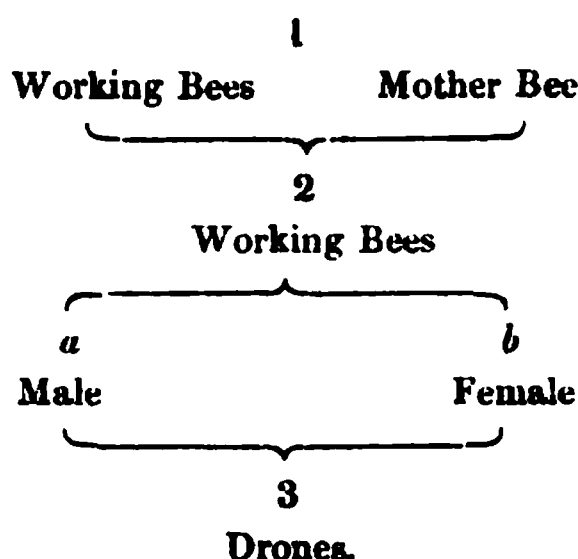 1
Working Bees Mother Bee
2
Working Bees
a b
Male Female
3
Drones.